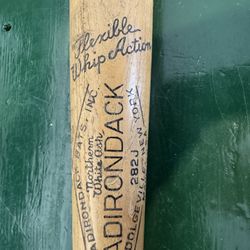 Flexible
Whip Action
ADIRONDACK BATS, INC.
Northern
White Ash
ADIRONDACK
282J
DOLGEVILLE, NEW YORK